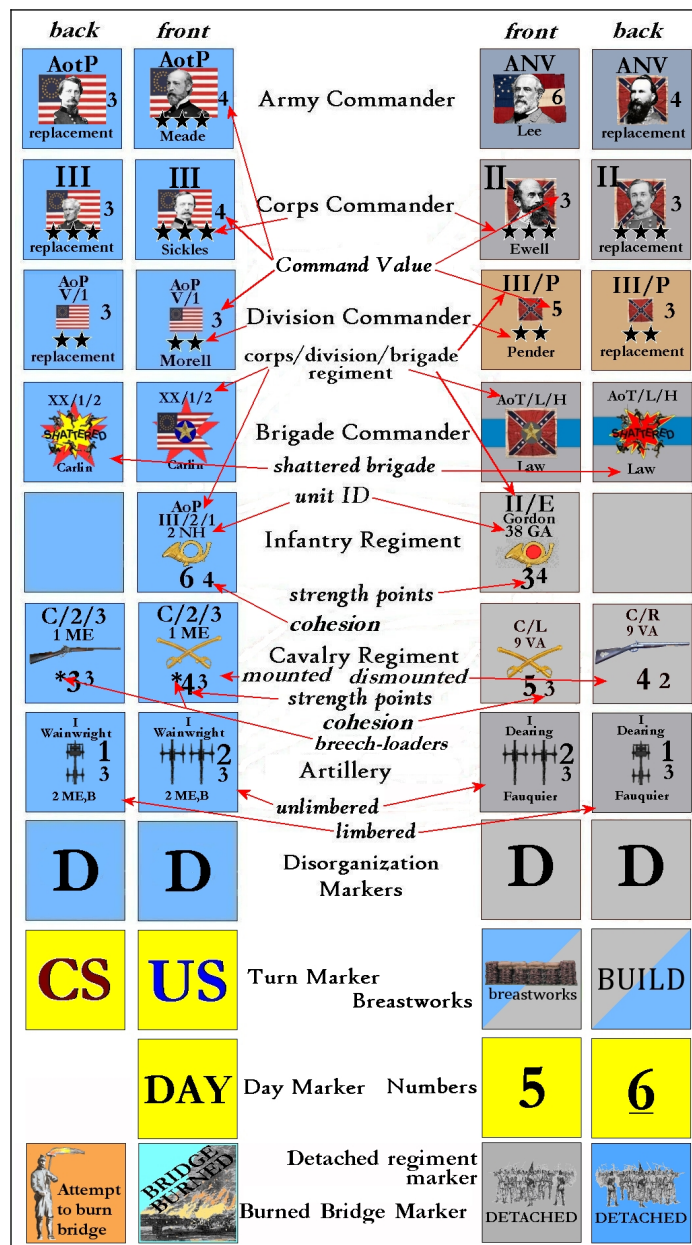 back front front back
AotP
3
replacement
AotP
4
Meade
Army Commander
ANV
6
Lee
ANV
4
replacement
III
3
replacement
III
4
Sickles
Corps Commander
II
3
Ewell
II
3
replacement
Command Value
AoP
V/1
3
replacement
AoP
V/1
3
Morell
Division Commander
III/P
5
Pender
III/P
3
replacement
corps/division/brigade
regiment
XX/1/2
SHATTERED
Carlin
XX/1/2
Carlin
Brigade Commander
AoT/L/H
Law
AoT/L/H
SHATTERED
Law
shattered brigade
unit ID
AoP
III/2/1
2 NH
6 4
Infantry Regiment
II/E
Gordon
38 GA
3 4
strength points
cohesion
C/2/3
1 ME
*3 3
C/2/3
1 ME
*4 3
Cavalry Regiment
mounted dismounted
strength points
cohesion
breech-loaders
C/L
9 VA
5 3
C/R
9 VA
4 2
I
Wainwright
1
3
2 ME,B
I
Wainwright
2
3
2 ME,B
Artillery
unlimbered
limbered
I
Dearing
2
3
Fauquier
I
Dearing
1
3
Fauquier
D D
Disorganization
Markers
D D
CS US
Turn Marker
Breastworks
breastworks
BUILD
DAY
Day Marker Numbers
5 6
Attempt
to burn
bridge
BRIDGE
BURNED
Detached regiment
marker
Burned Bridge Marker
DETACHED
DETACHED